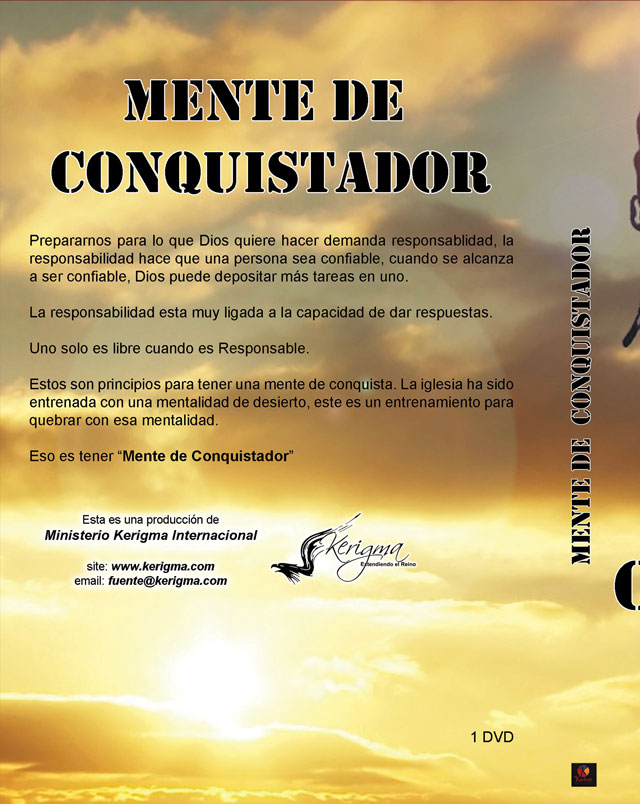 MENTE DE
CONQUISTADOR
Prepararnos para lo que Dios quiere hacer demanda responsablidad, la
responsabilidad hace que una persona sea confiable, cuando se alcanza
a ser confiable, Dios puede depositar más tareas en uno.
La responsabilidad esta muy ligada a la capacidad de dar respuestas.
Uno solo es libre cuando es Responsable.
Estos son principios para tener una mente de conquista. La iglesia ha sido
entrenada con una mentalidad de desierto, este es un entrenamiento para
quebrar con esa mentalidad.
Eso es tener “Mente de Conquistador”
Esta es una producción de
Ministerio Kerigma Internacional
site: www.kerigma.com
email: fuente@kerigma.com
Kerigma
Extendiendo el Reino
1 DVD
MENTE DE CONQUISTADOR